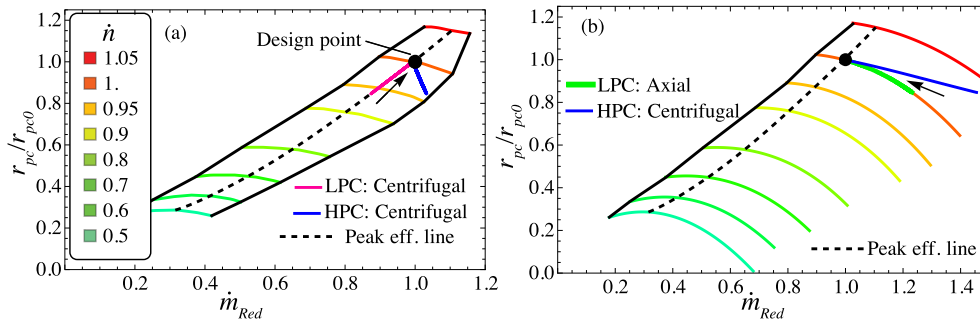 ṅ
1.05
1.
0.95
0.9
0.8
0.7
0.6
0.5
(a)
Design point
LPC: Centrifugal
HPC: Centrifugal
Peak eff. line
r_pc/r_pc0
1.2
1.0
0.8
0.6
0.4
0.2
0.0
0.0 0.2 0.4 0.6 0.8 1.0 1.2
ṁ_Red
(b)
LPC: Axial
HPC: Centrifugal
Peak eff. line
r_pc/r_pc0
1.2
1.0
0.8
0.6
0.4
0.2
0.0
0.0 0.2 0.4 0.6 0.8 1.0 1.2 1.4
ṁ_Red